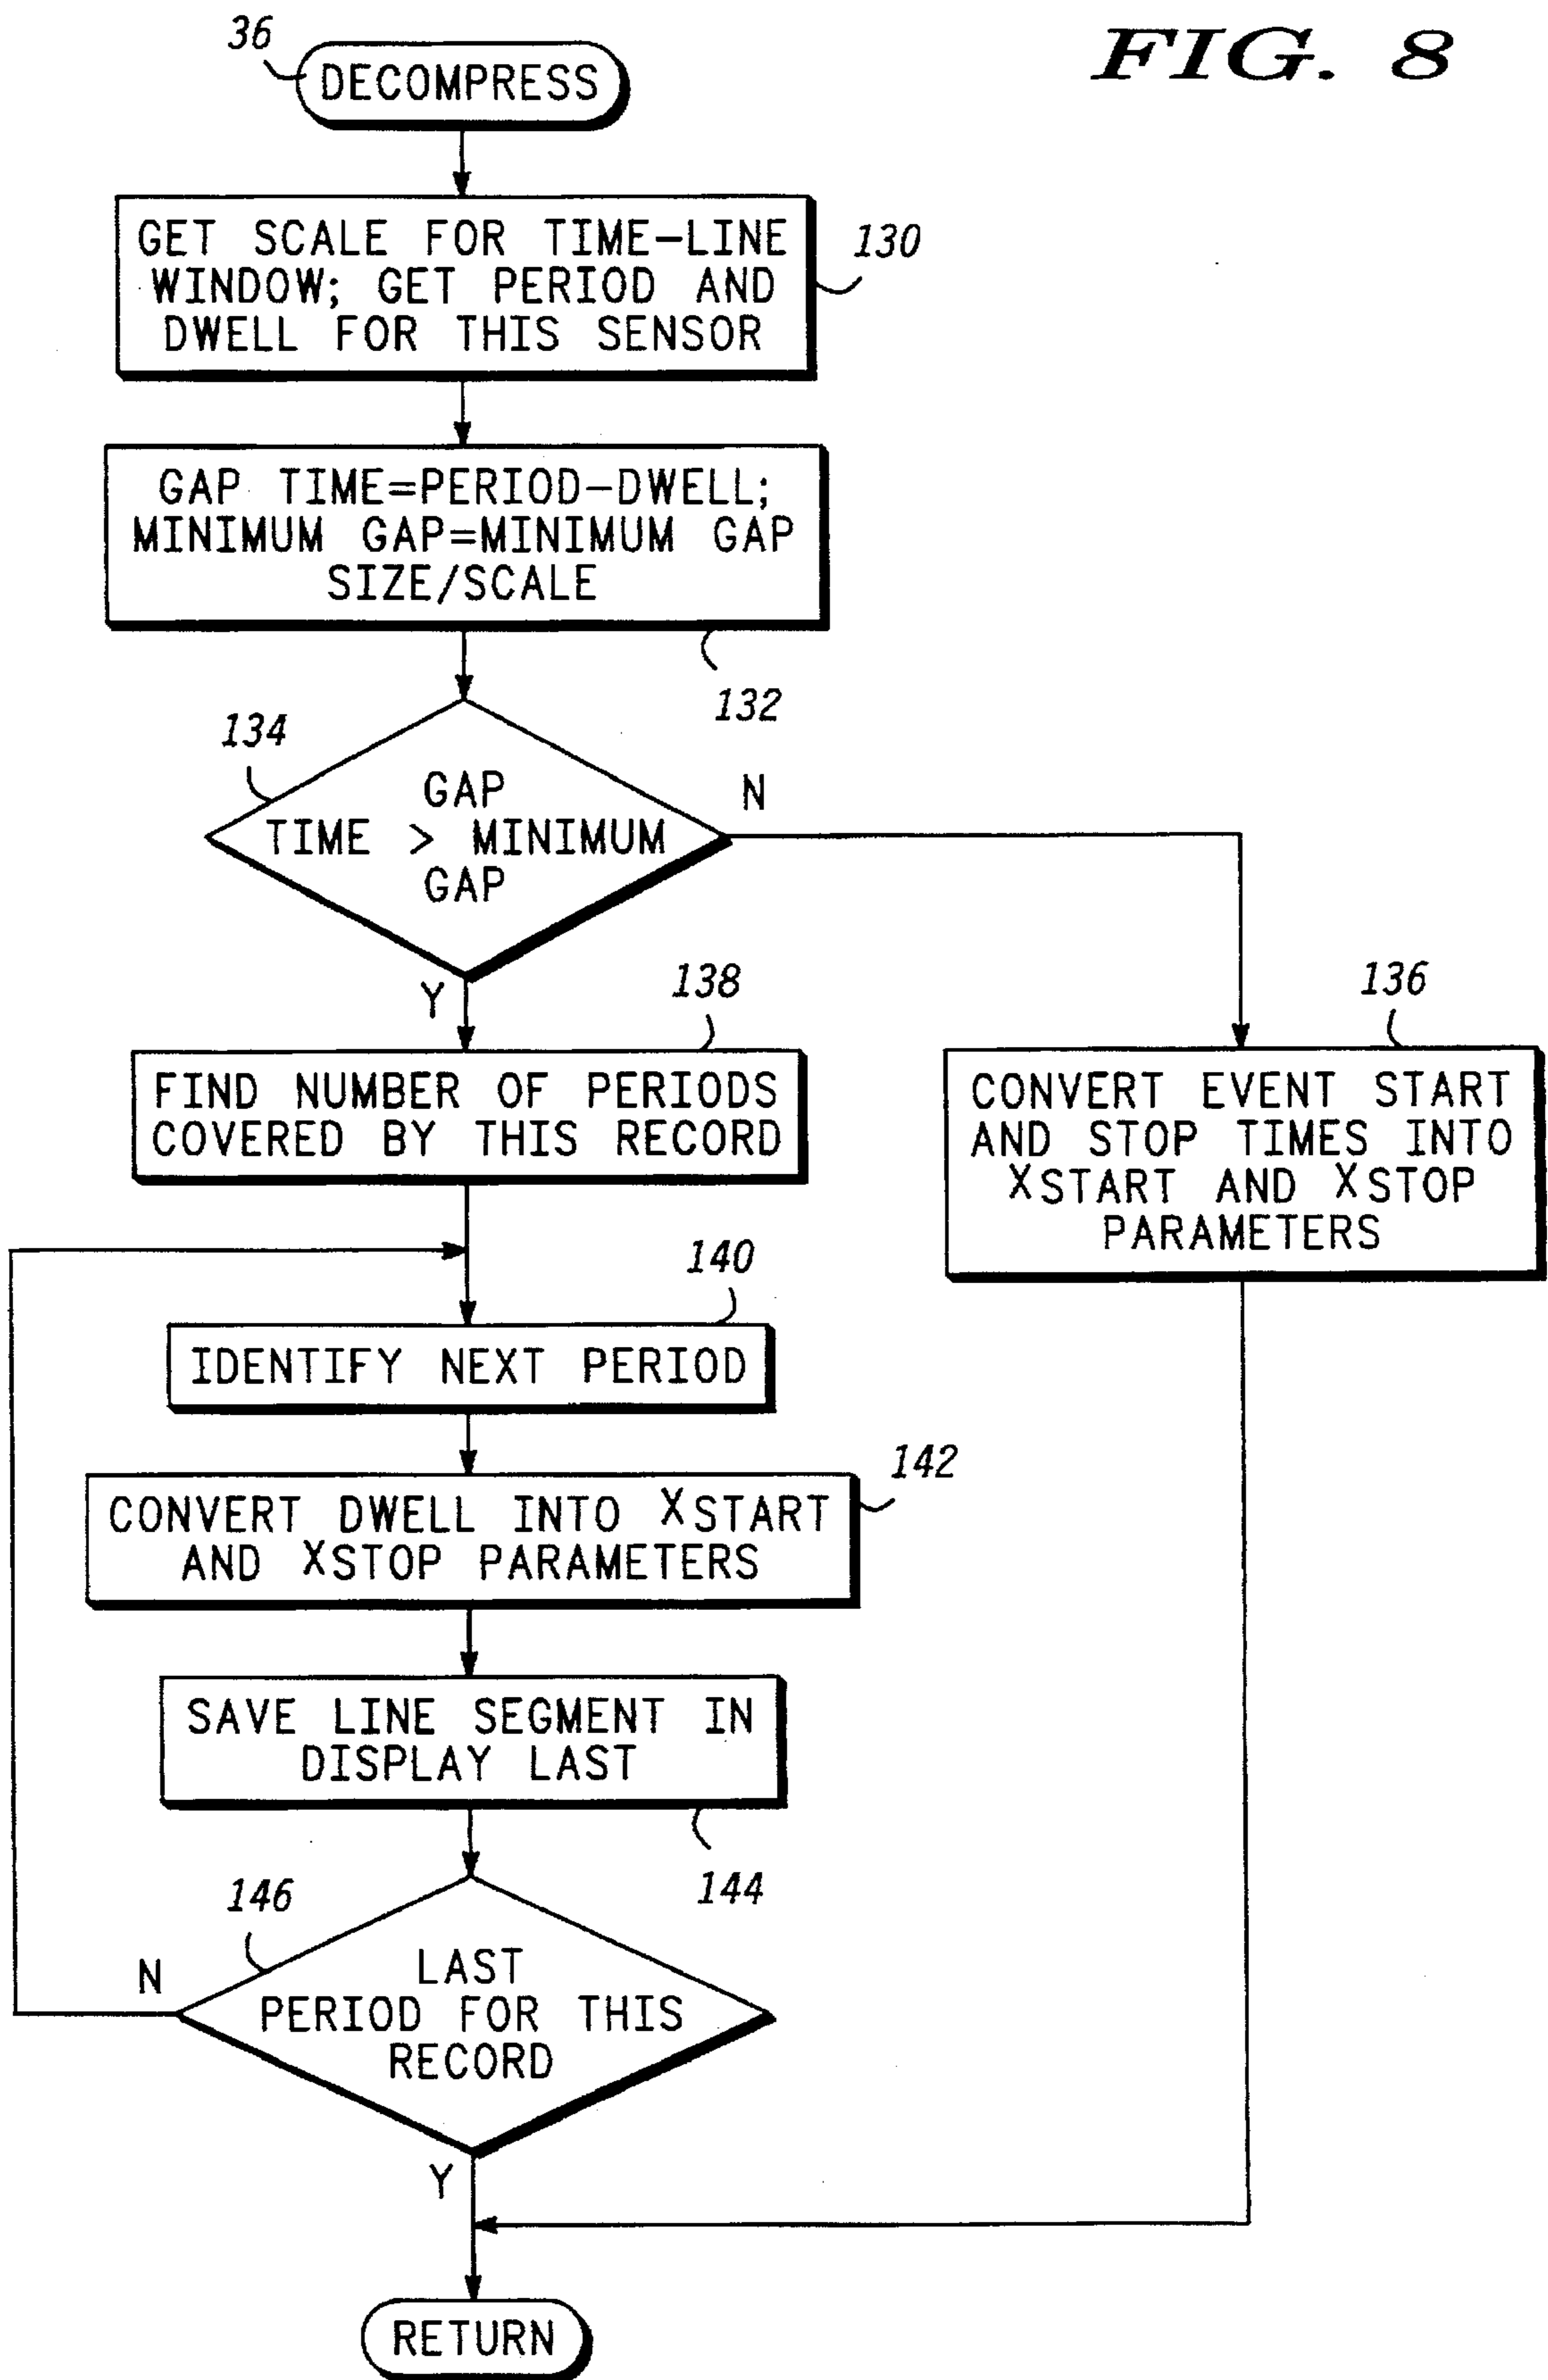 FIG. 8
36
DECOMPRESS
GET SCALE FOR TIME-LINE
WINDOW; GET PERIOD AND
DWELL FOR THIS SENSOR
130
GAP TIME=PERIOD-DWELL;
MINIMUM GAP=MINIMUM GAP
SIZE/SCALE
132
134
GAP
TIME > MINIMUM
GAP
N
Y
138
FIND NUMBER OF PERIODS
COVERED BY THIS RECORD
136
CONVERT EVENT START
AND STOP TIMES INTO
XSTART AND XSTOP
PARAMETERS
140
IDENTIFY NEXT PERIOD
142
CONVERT DWELL INTO XSTART
AND XSTOP PARAMETERS
SAVE LINE SEGMENT IN
DISPLAY LAST
144
146
LAST
PERIOD FOR THIS
RECORD
N
Y
RETURN